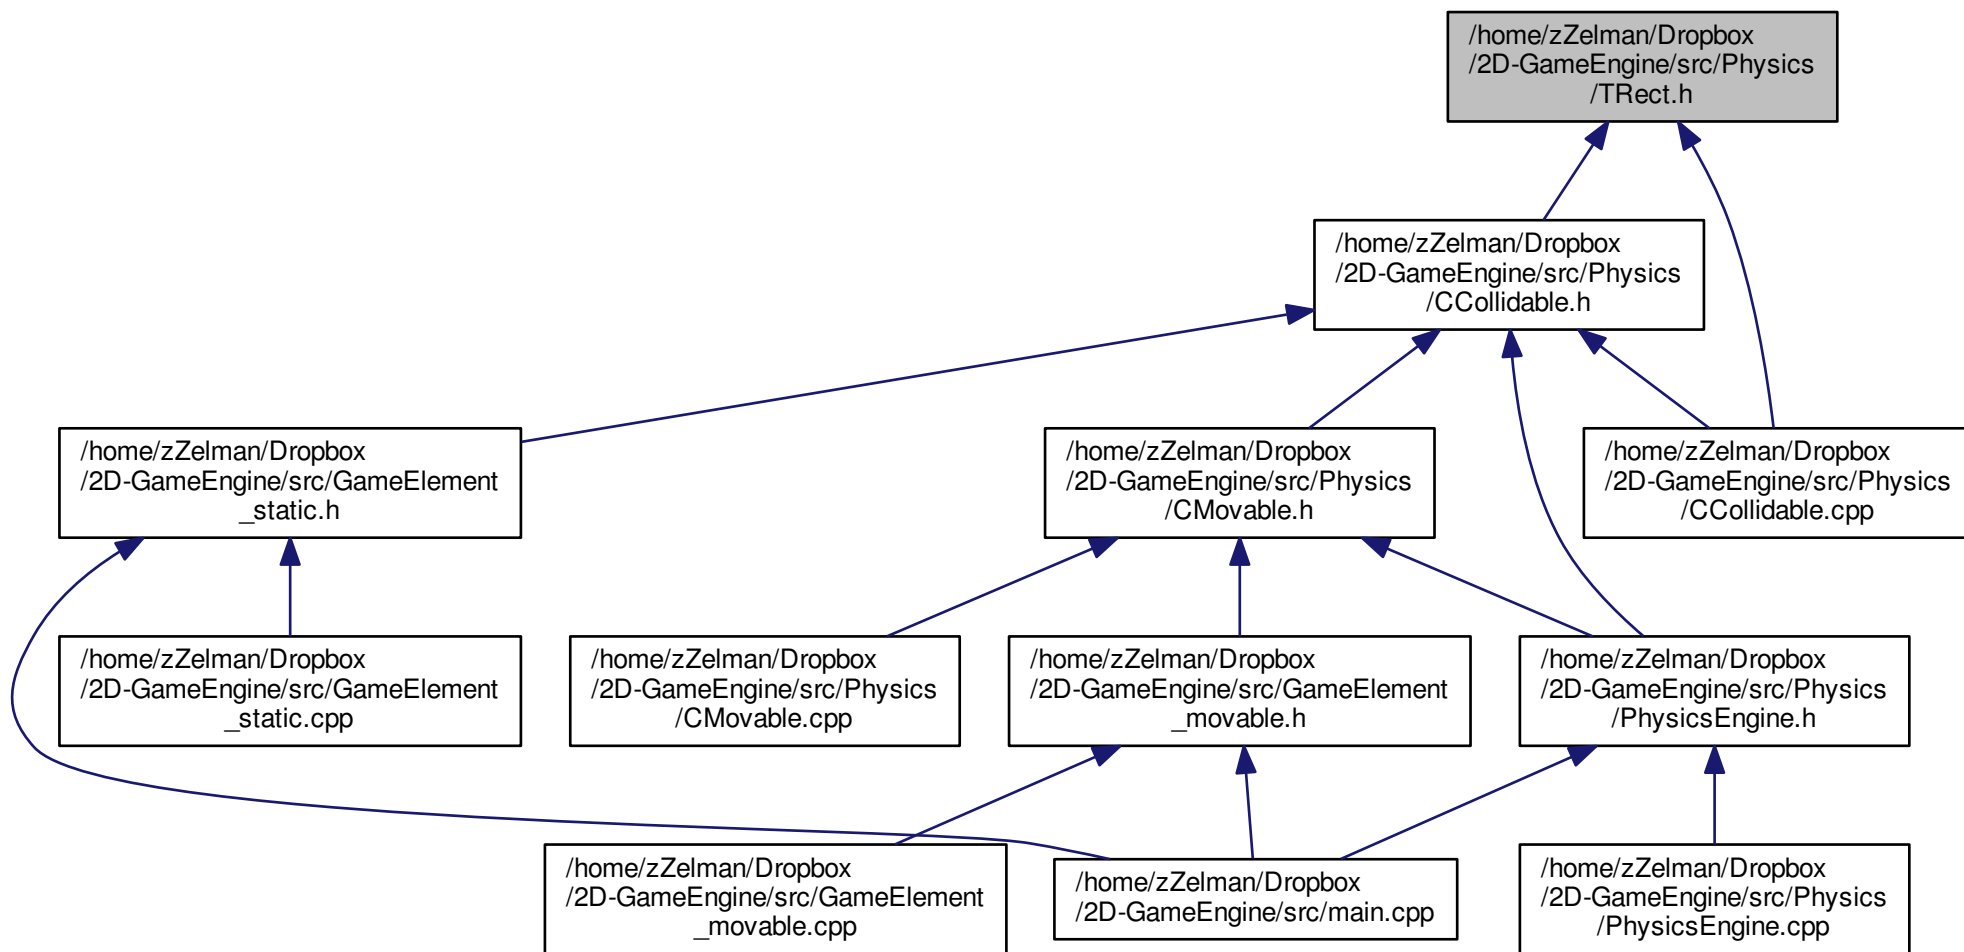 /home/zZelman/Dropbox
/2D-GameEngine/src/Physics
/TRect.h
/home/zZelman/Dropbox
/2D-GameEngine/src/Physics
/CCollidable.h
/home/zZelman/Dropbox
/2D-GameEngine/src/GameElement
_static.h
/home/zZelman/Dropbox
/2D-GameEngine/src/Physics
/CMovable.h
/home/zZelman/Dropbox
/2D-GameEngine/src/Physics
/CCollidable.cpp
/home/zZelman/Dropbox
/2D-GameEngine/src/GameElement
_static.cpp
/home/zZelman/Dropbox
/2D-GameEngine/src/Physics
/CMovable.cpp
/home/zZelman/Dropbox
/2D-GameEngine/src/GameElement
_movable.h
/home/zZelman/Dropbox
/2D-GameEngine/src/Physics
/PhysicsEngine.h
/home/zZelman/Dropbox
/2D-GameEngine/src/GameElement
_movable.cpp
/home/zZelman/Dropbox
/2D-GameEngine/src/main.cpp
/home/zZelman/Dropbox
/2D-GameEngine/src/Physics
/PhysicsEngine.cpp